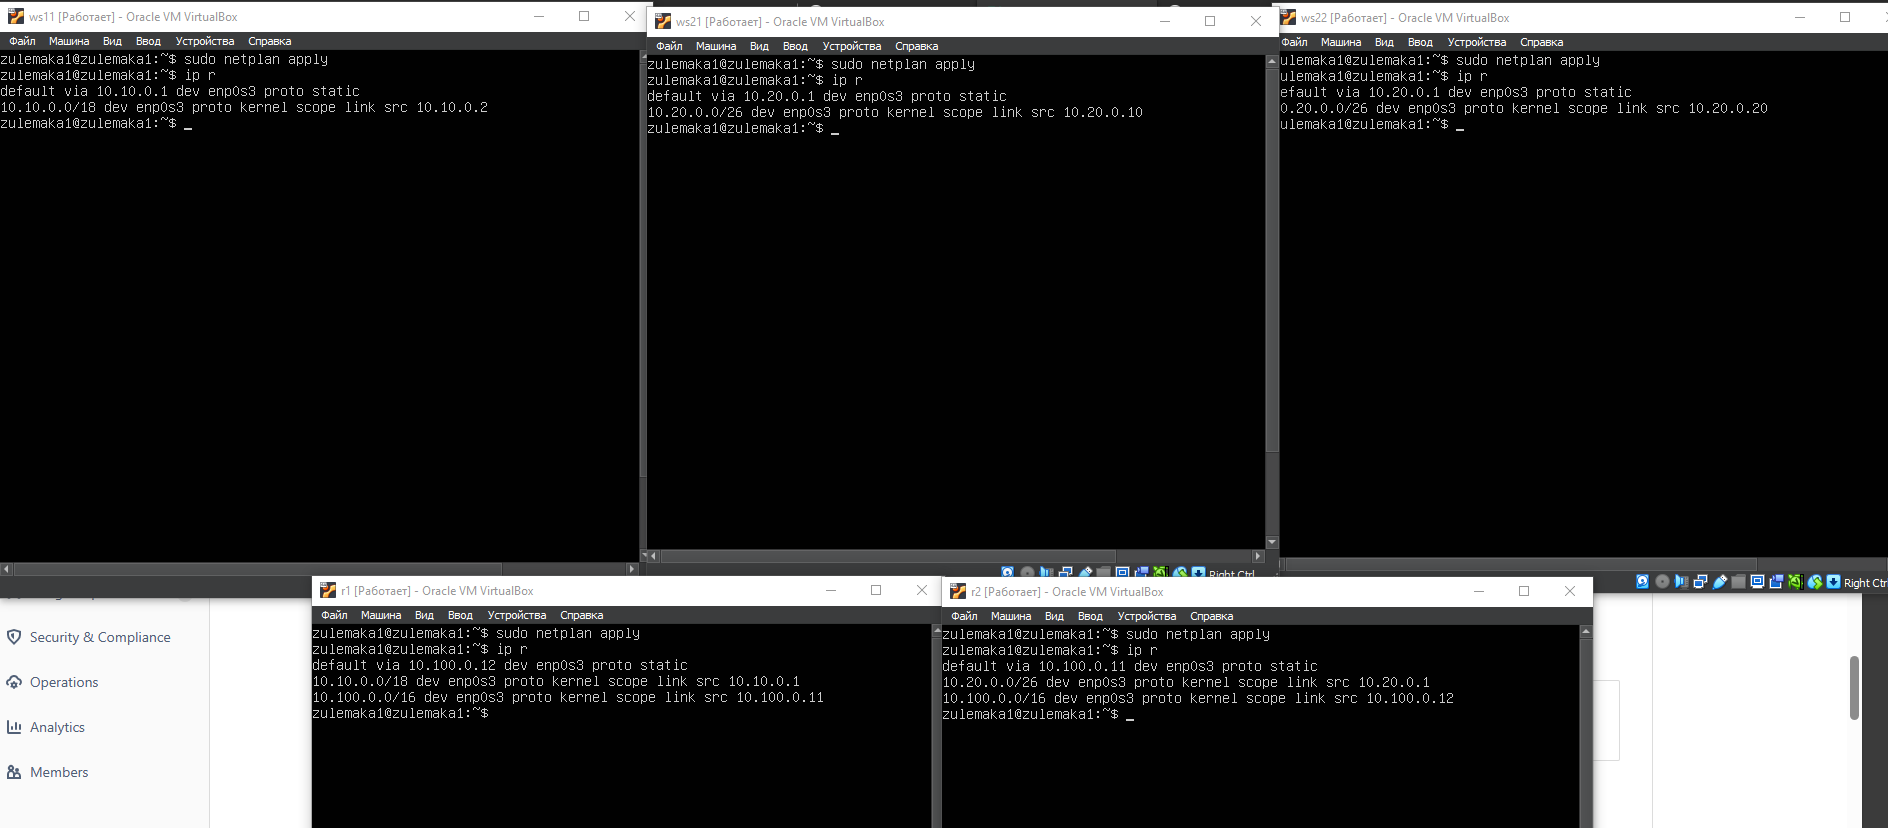 ws11 [Работает] - Oracle VM VirtualBox
Файл Машина Вид Ввод Устройства Справка
zulemaka1@zulemaka1:~$ sudo netplan apply
zulemaka1@zulemaka1:~$ ip r
default via 10.10.0.1 dev enp0s3 proto static
10.10.0.0/18 dev enp0s3 proto kernel scope link src 10.10.0.2
zulemaka1@zulemaka1:~$ _
ws21 [Работает] - Oracle VM VirtualBox
Файл Машина Вид Ввод Устройства Справка
zulemaka1@zulemaka1:~$ sudo netplan apply
zulemaka1@zulemaka1:~$ ip r
default via 10.20.0.1 dev enp0s3 proto static
10.20.0.0/26 dev enp0s3 proto kernel scope link src 10.20.0.10
zulemaka1@zulemaka1:~$ _
Right Ctrl
ws22 [Работает] - Oracle VM VirtualBox
Файл Машина Вид Ввод Устройства Справка
zulemaka1@zulemaka1:~$ sudo netplan apply
zulemaka1@zulemaka1:~$ ip r
default via 10.20.0.1 dev enp0s3 proto static
0.20.0.0/26 dev enp0s3 proto kernel scope link src 10.20.0.20
ulemaka1@zulemaka1:~$ _
Right Ctr
Security & Compliance
Operations
Analytics
Members
r1 [Работает] - Oracle VM VirtualBox
Файл Машина Вид Ввод Устройства Справка
zulemaka1@zulemaka1:~$ sudo netplan apply
zulemaka1@zulemaka1:~$ ip r
default via 10.100.0.12 dev enp0s3 proto static
10.10.0.0/18 dev enp0s3 proto kernel scope link src 10.10.0.1
10.100.0.0/16 dev enp0s3 proto kernel scope link src 10.100.0.11
zulemaka1@zulemaka1:~$
r2 [Работает] - Oracle VM VirtualBox
Файл Машина Вид Ввод Устройства Справка
zulemaka1@zulemaka1:~$ sudo netplan apply
zulemaka1@zulemaka1:~$ ip r
default via 10.100.0.11 dev enp0s3 proto static
10.20.0.0/26 dev enp0s3 proto kernel scope link src 10.20.0.1
10.100.0.0/16 dev enp0s3 proto kernel scope link src 10.100.0.12
zulemaka1@zulemaka1:~$ _